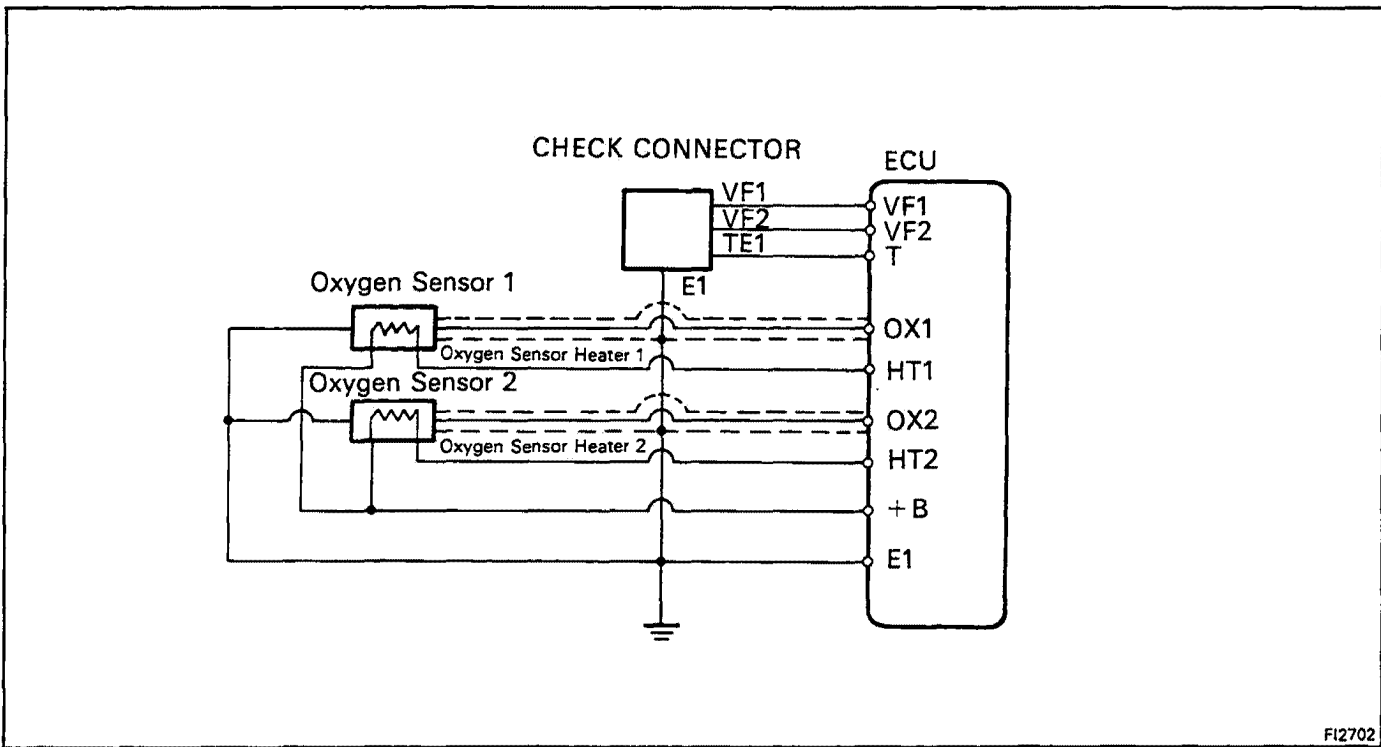 CHECK CONNECTOR
ECU
VF1
VF1
VF2
VF2
TE1
T
E1
Oxygen Sensor 1
OX1
Oxygen Sensor Heater 1
HT1
Oxygen Sensor 2
OX2
Oxygen Sensor Heater 2
HT2
+B
E1
FI2702